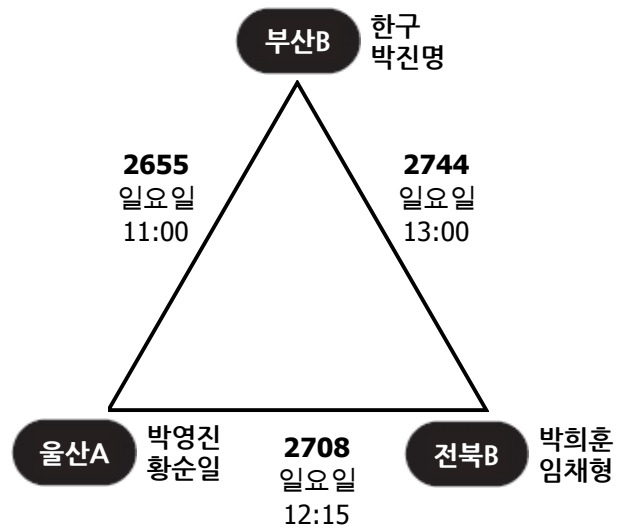 부산B
한구
박진명
2655
일요일
11:00
2744
일요일
13:00
울산A
박영진
황순일
2708
일요일
12:15
전북B
박희훈
임채형